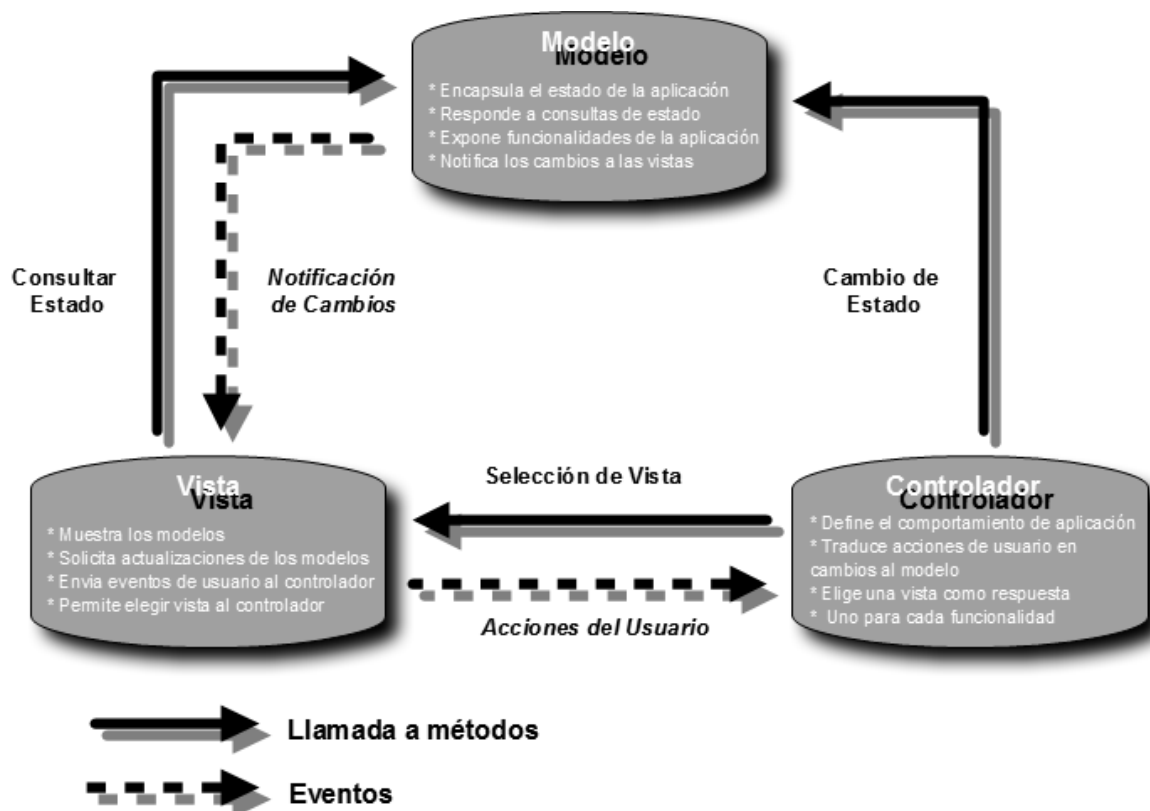 Modelo
* Encapsula el estado de la aplicación
* Responde a consultas de estado
* Expone funcionalidades de la aplicación
* Notifica los cambios a las vistas
Consultar
Estado
Notificación
de Cambios
Cambio de
Estado
Vista
* Muestra los modelos
* Solicita actualizaciones de los modelos
* Envia eventos de usuario al controlador
* Permite elegir vista al controlador
Selección de Vista
Acciones del Usuario
Controlador
* Define el comportamiento de aplicación
* Traduce acciones de usuario en
cambios al modelo
* Elige una vista como respuesta
* Uno para cada funcionalidad
Llamada a métodos
Eventos